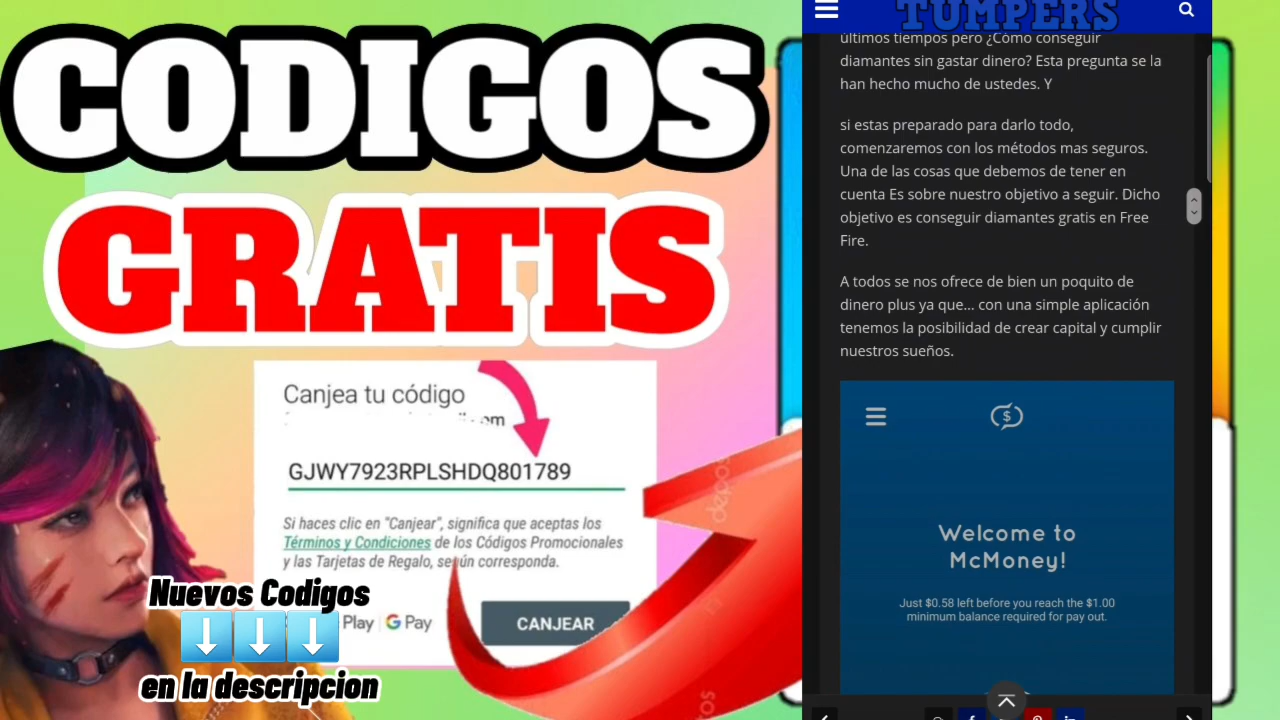 CODIGOS
GRATIS
Canjea tu código
GJWY7923RPLSHDQ801789
Si haces clic en "Canjear", significa que aceptas los
Términos y Condiciones de los Códigos Promocionales
y las Tarjetas de Regalo, según corresponda.
Play | G Pay
CANJEAR
Nuevos Codigos
en la descripcion
TUMPERS
últimos tiempos pero ¿Cómo conseguir
diamantes sin gastar dinero? Esta pregunta se la
han hecho mucho de ustedes. Y
si estas preparado para darlo todo,
comenzaremos con los métodos mas seguros.
Una de las cosas que debemos de tener en
cuenta Es sobre nuestro objetivo a seguir. Dicho
objetivo es conseguir diamantes gratis en Free
Fire.
A todos se nos ofrece de bien un poquito de
dinero plus ya que... con una simple aplicación
tenemos la posibilidad de crear capital y cumplir
nuestros sueños.
$
Welcome to
McMoney!
Just $0.58 left before you reach the $1.00
minimum balance required for pay out.